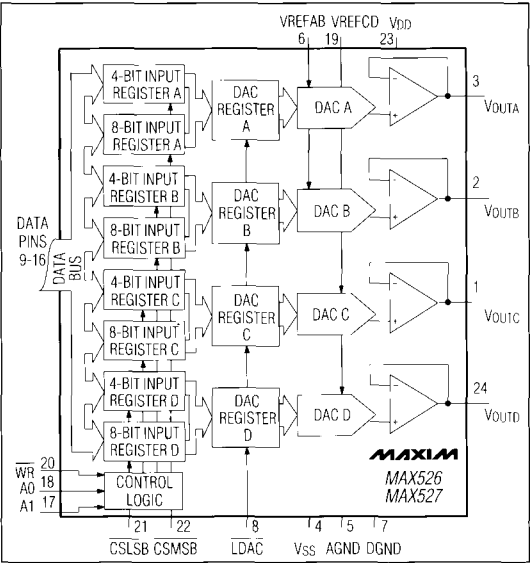 VREFAB VREFCD VDD
6 19 23
4-BIT INPUT
REGISTER A
8-BIT INPUT
REGISTER A
DAC
REGISTER
A
DAC A
-
+
3
VOUTA
4-BIT INPUT
REGISTER B
8-BIT INPUT
REGISTER B
DAC
REGISTER
B
DAC B
-
+
2
VOUTB
DATA
PINS
9-16
DATA
BUS
4-BIT INPUT
REGISTER C
8-BIT INPUT
REGISTER C
DAC
REGISTER
C
DAC C
-
+
1
VOUTC
4-BIT INPUT
REGISTER D
8-BIT INPUT
REGISTER D
DAC
REGISTER
D
DAC D
-
+
24
VOUTD
MAXIM
MAX526
MAX527
WR 20
A0 18
A1 17
CONTROL
LOGIC
21 22 8 4 5 7
CSLSB CSMSB LDAC VSS AGND DGND